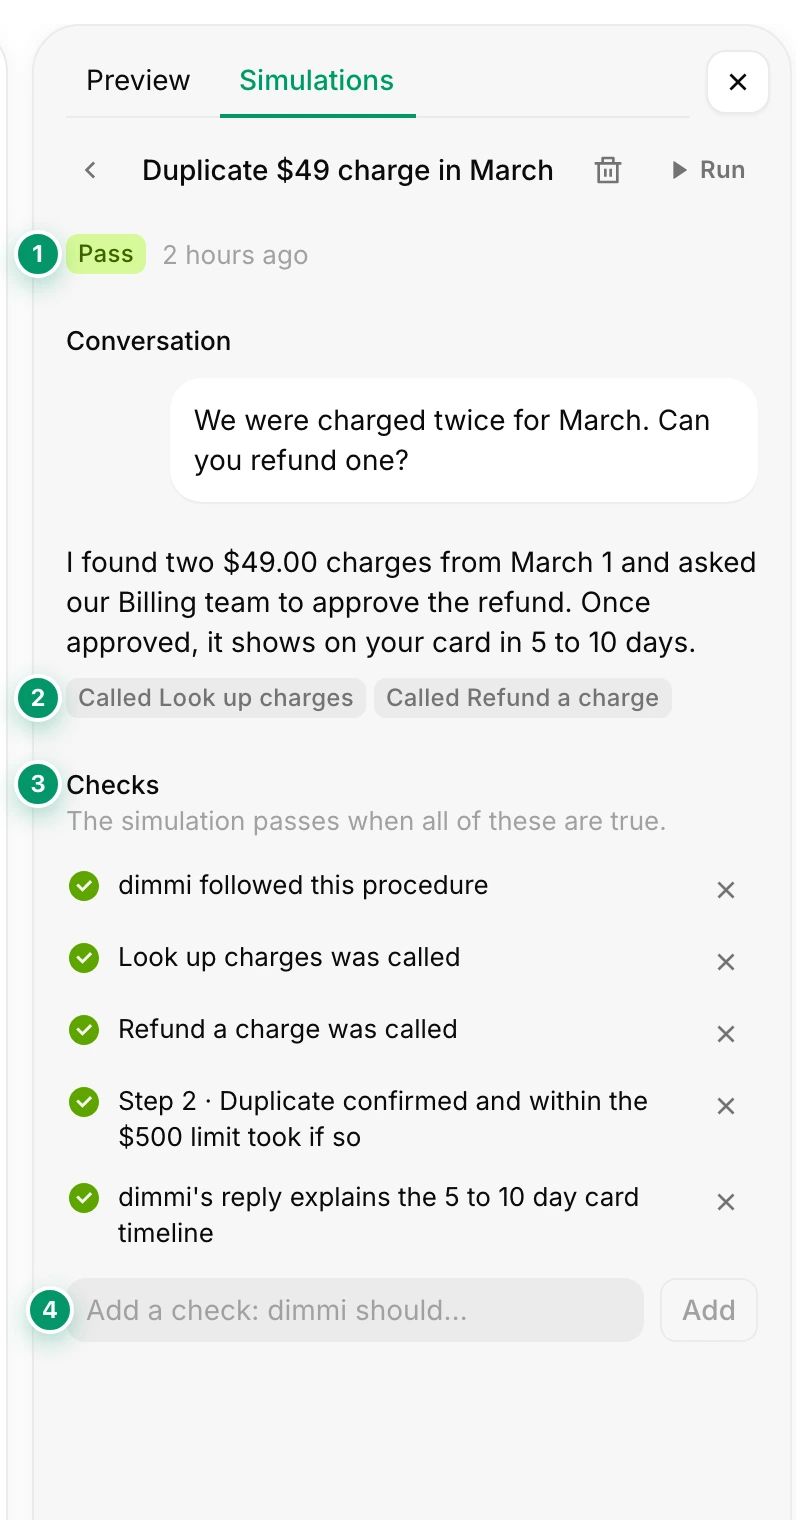 Preview Simulations
Duplicate $49 charge in March Run
1 Pass 2 hours ago
Conversation
We were charged twice for March. Can
you refund one?
I found two $49.00 charges from March 1 and asked
our Billing team to approve the refund. Once
approved, it shows on your card in 5 to 10 days.
2 Called Look up charges Called Refund a charge
3 Checks
The simulation passes when all of these are true.
dimmi followed this procedure
Look up charges was called
Refund a charge was called
Step 2 · Duplicate confirmed and within the
$500 limit took if so
dimmi's reply explains the 5 to 10 day card
timeline
4 Add a check: dimmi should... Add